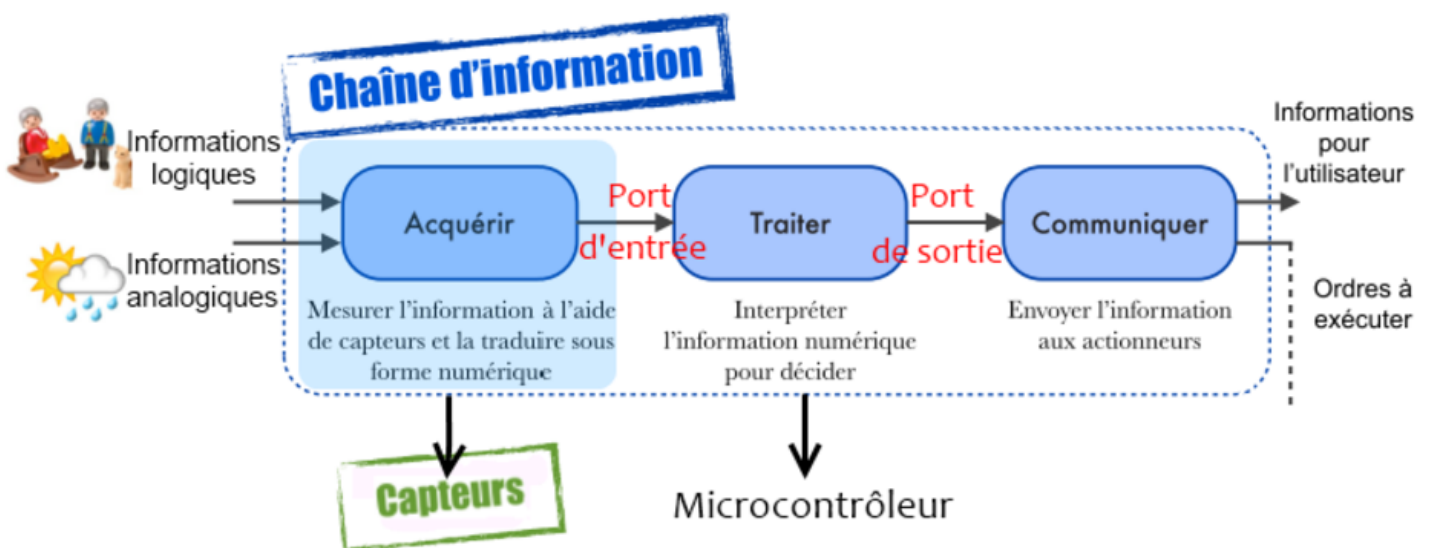 Chaîne d'information
Informations
logiques
Informations
analogiques
Acquérir
Port
d'entrée
Traiter
Port
de sortie
Communiquer
Informations
pour
l'utilisateur
Ordres à
exécuter
Mesurer l'information à l'aide
de capteurs et la traduire sous
forme numérique
Interpréter
l'information numérique
pour décider
Envoyer l'information
aux actionneurs
Capteurs
Microcontrôleur